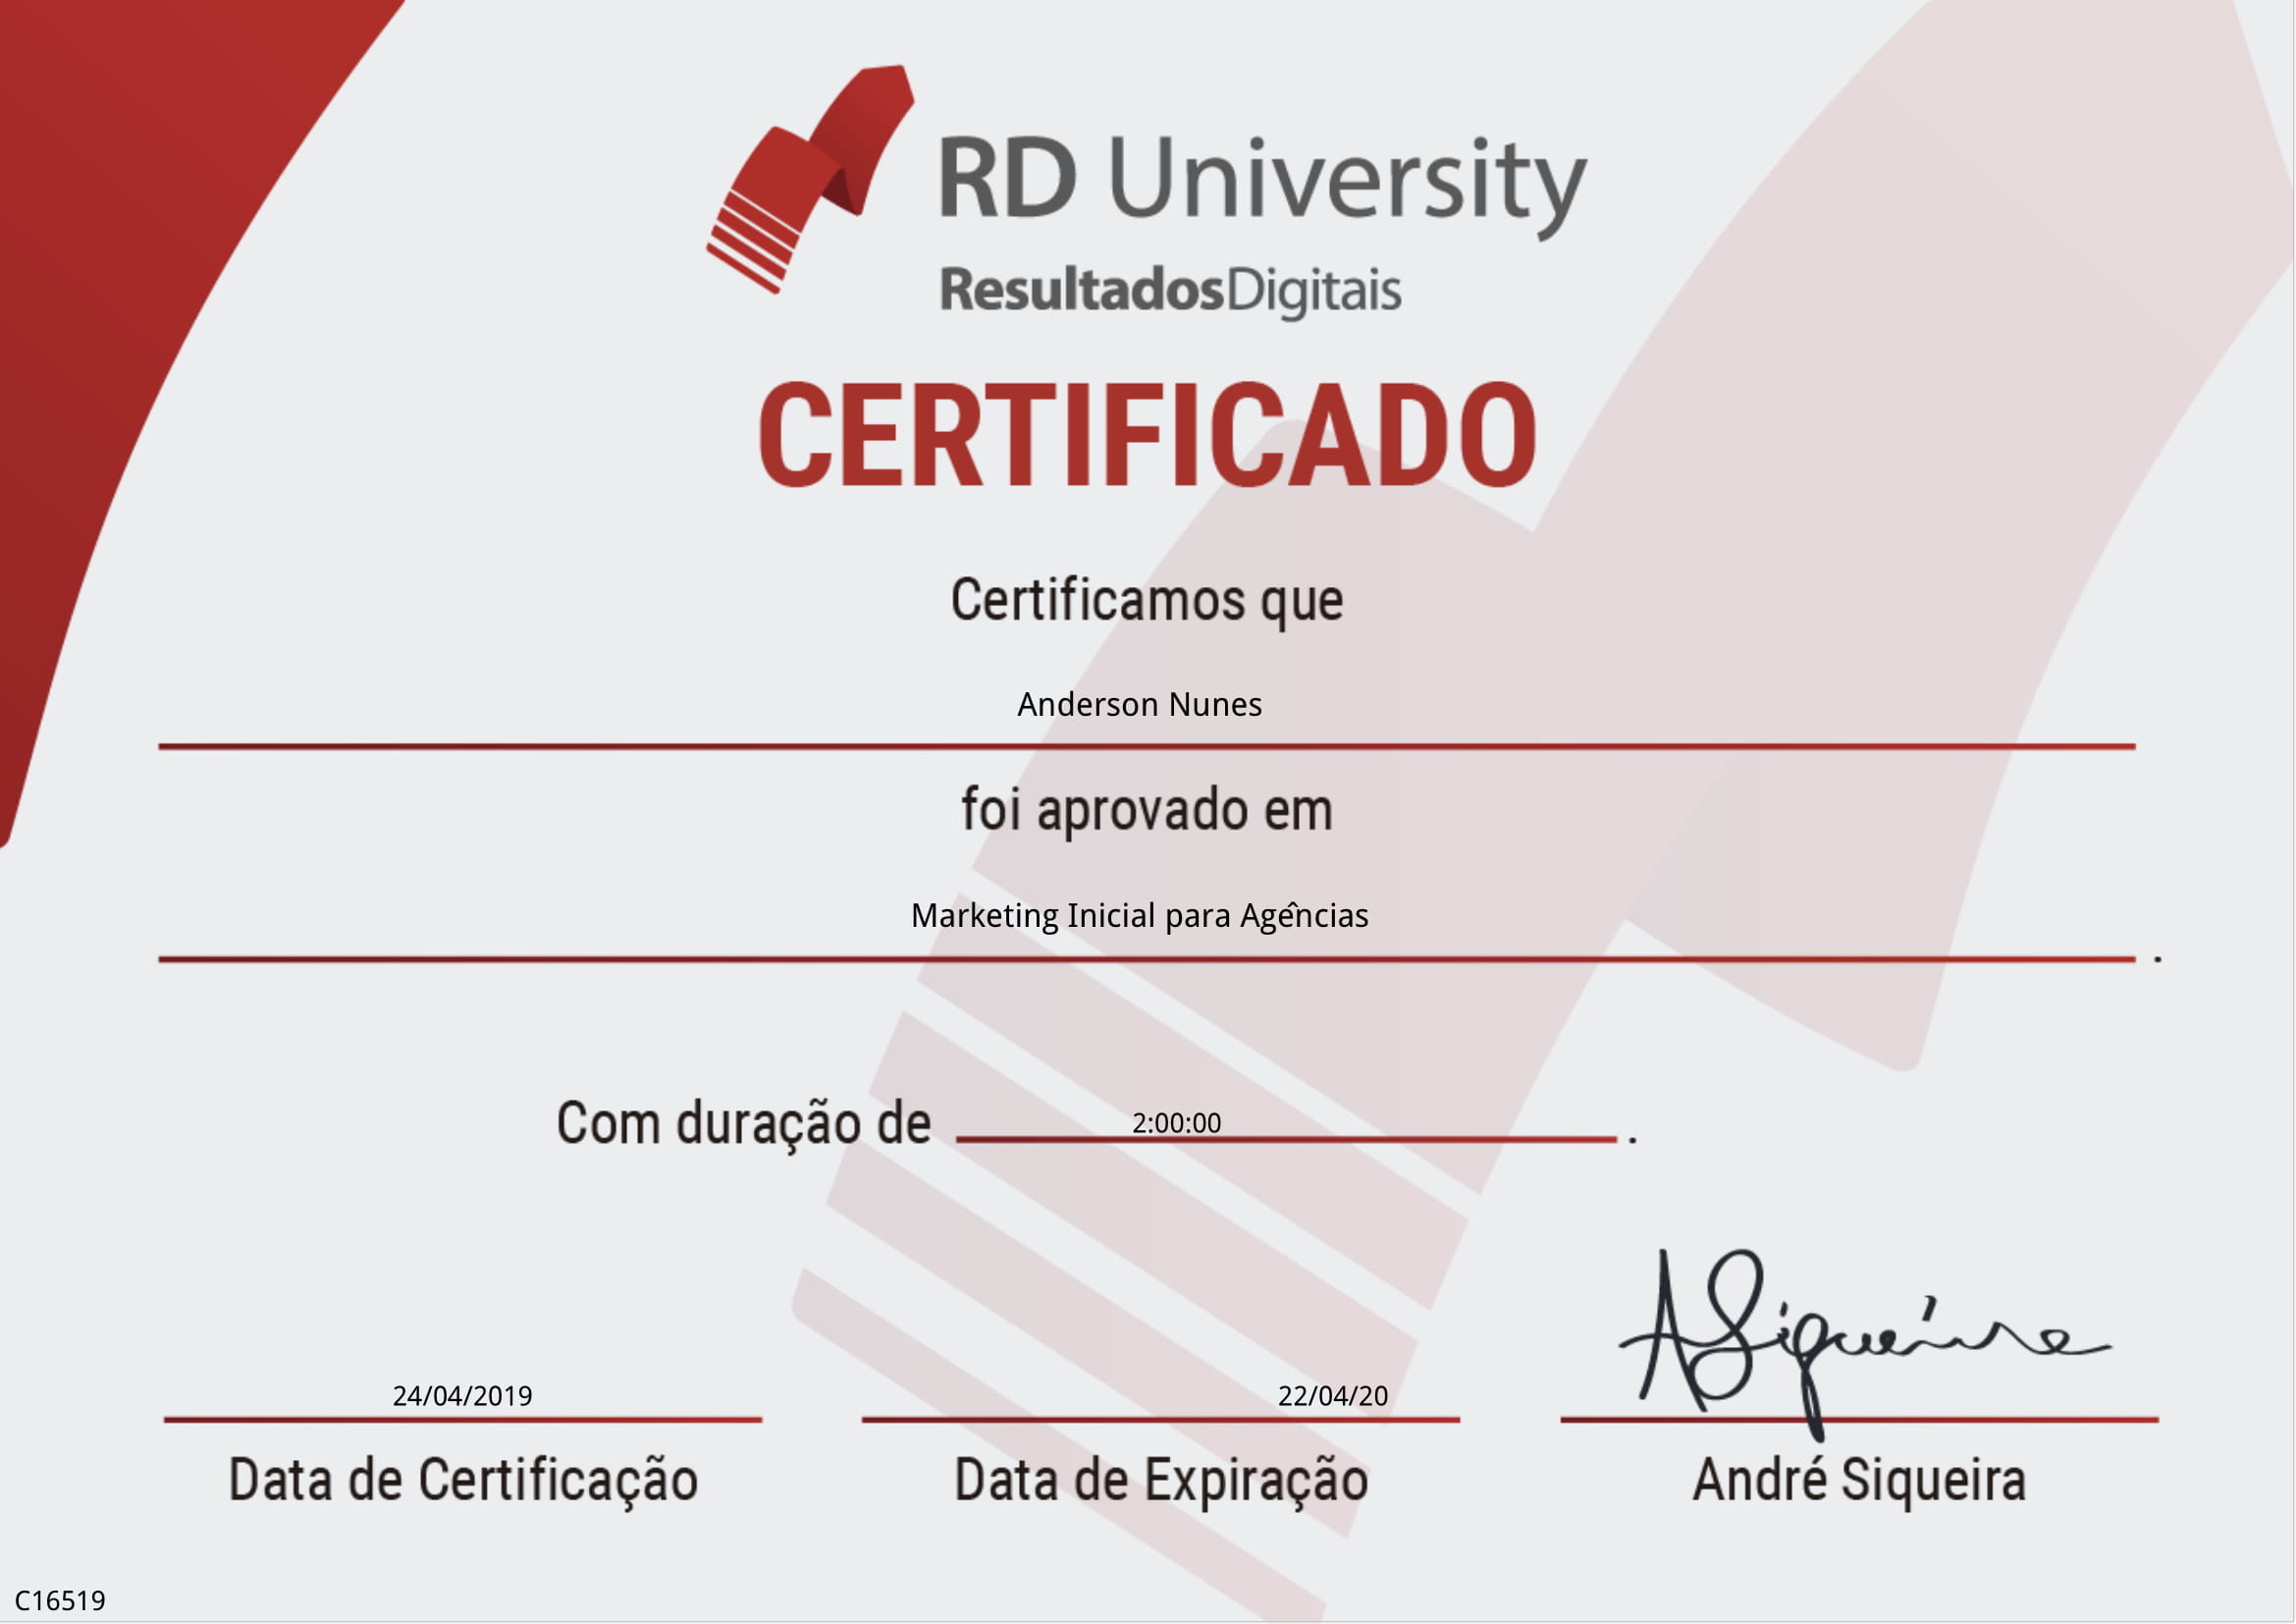 RD University
ResultadosDigitais
CERTIFICADO
Certificamos que
Anderson Nunes
foi aprovado em
Marketing Inicial para Agências
.
Com duração de 2:00:00 .
ASiqueira
24/04/2019 22/04/20
Data de Certificação Data de Expiração André Siqueira
C16519